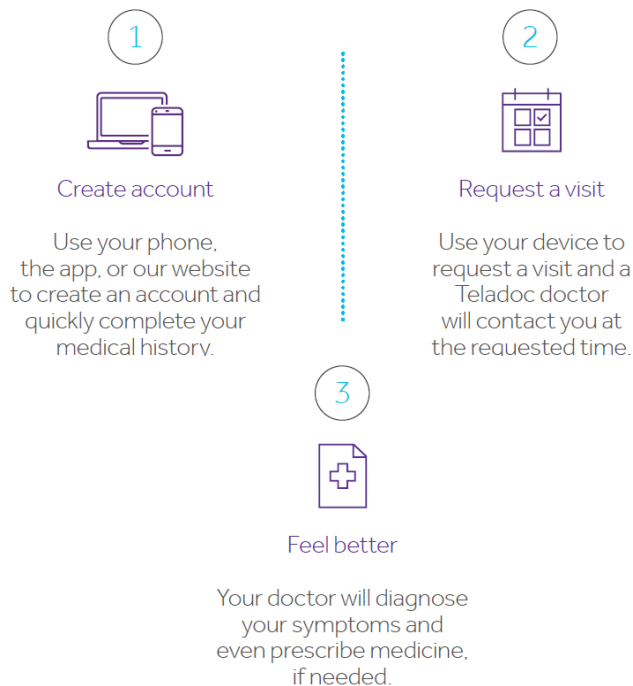 1
Create account
Use your phone,
the app, or our website
to create an account and
quickly complete your
medical history.
2
Request a visit
Use your device to
request a visit and a
Teladoc doctor
will contact you at
the requested time.
3
Feel better
Your doctor will diagnose
your symptoms and
even prescribe medicine,
if needed.